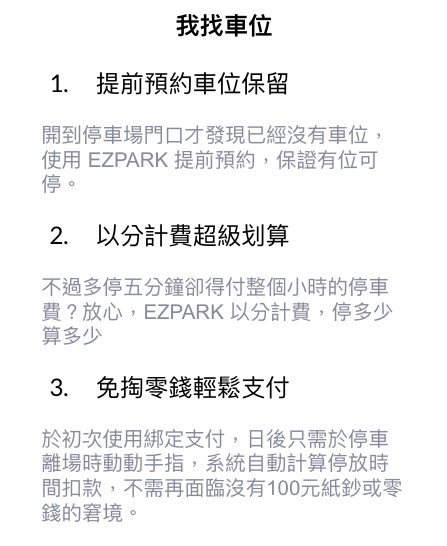 我找車位
1. 提前預約車位保留
開到停車場門口才發現已經沒有車位，
使用 EZPARK 提前預約，保證有位可
停。
2. 以分計費超級划算
不過多停五分鐘卻得付整個小時的停車
費？放心，EZPARK 以分計費，停多少
算多少
3. 免掏零錢輕鬆支付
於初次使用綁定支付，日後只需於停車
離場時動動手指，系統自動計算停放時
間扣款，不需再面臨沒有100元紙鈔或零
錢的窘境。